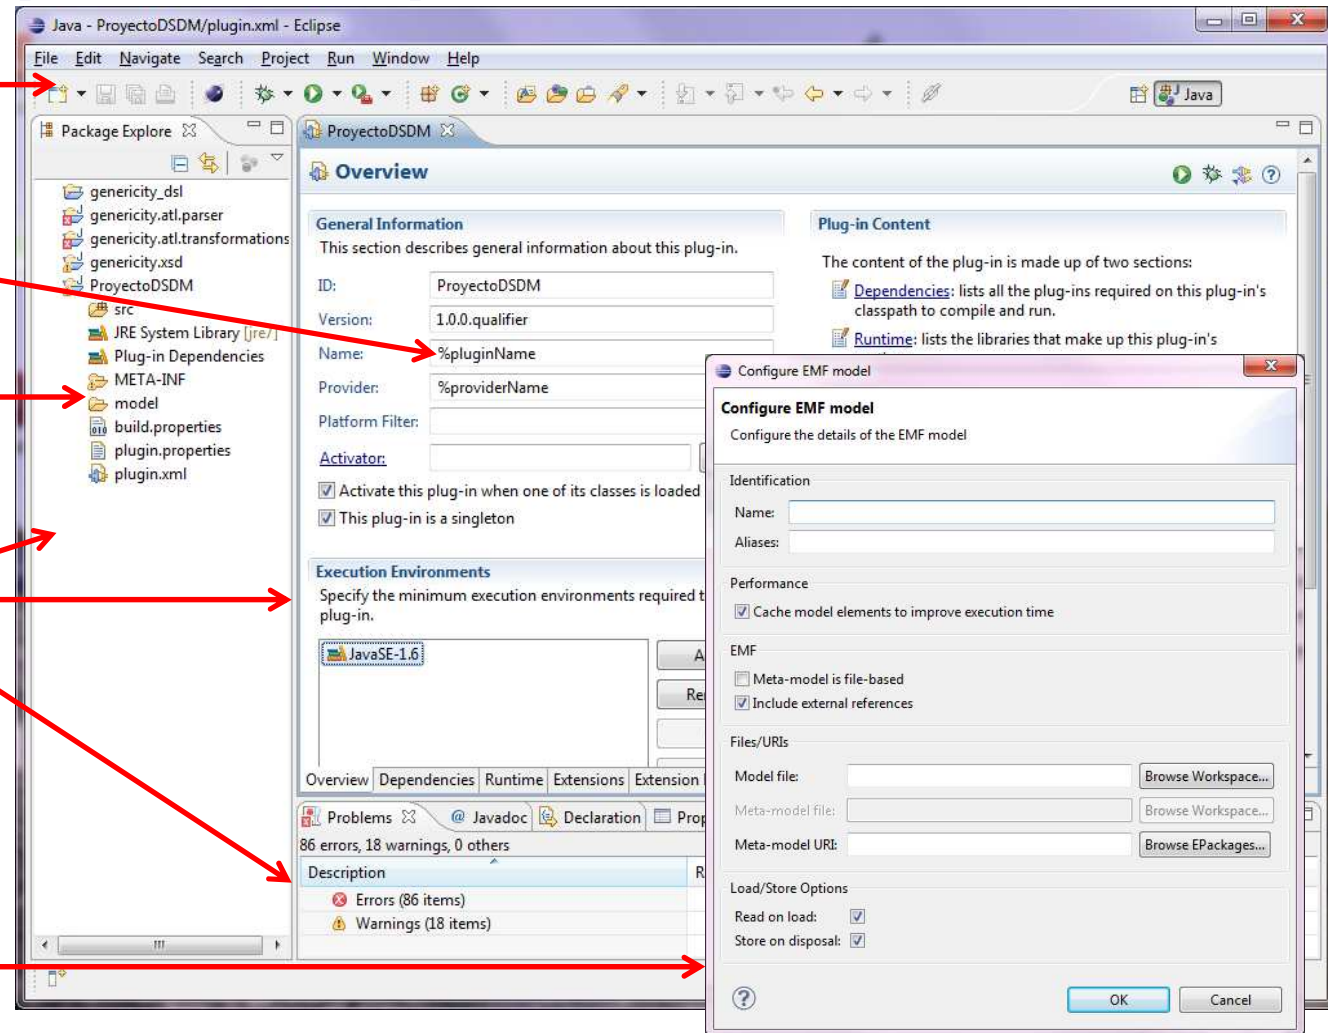 Java - ProyectoDSDM/plugin.xml - Eclipse
File Edit Navigate Search Project Run Window Help
Java
Package Explore
genericity_dsl
genericity.atl.parser
genericity.atl.transformations
genericity.xsd
ProyectoDSDM
src
JRE System Library [jre7]
Plug-in Dependencies
META-INF
model
build.properties
plugin.properties
plugin.xml
ProyectoDSDM
Overview
General Information
This section describes general information about this plug-in.
ID: ProyectoDSDM
Version: 1.0.0.qualifier
Name: %pluginName
Provider: %providerName
Platform Filter:
Activator:
Activate this plug-in when one of its classes is loaded
This plug-in is a singleton
Execution Environments
Specify the minimum execution environments required t
plug-in.
JavaSE-1.6
A
Re
Overview Dependencies Runtime Extensions Extension
Plug-in Content
The content of the plug-in is made up of two sections:
Dependencies: lists all the plug-ins required on this plug-in's
classpath to compile and run.
Runtime: lists the libraries that make up this plug-in's
Problems @ Javadoc Declaration Prop
86 errors, 18 warnings, 0 others
Description R
Errors (86 items)
Warnings (18 items)
Configure EMF model
Configure EMF model
Configure the details of the EMF model
Identification
Name:
Aliases:
Performance
Cache model elements to improve execution time
EMF
Meta-model is file-based
Include external references
Files/URIs
Model file: Browse Workspace...
Meta-model file: Browse Workspace...
Meta-model URI: Browse EPackages...
Load/Store Options
Read on load:
Store on disposal:
OK Cancel